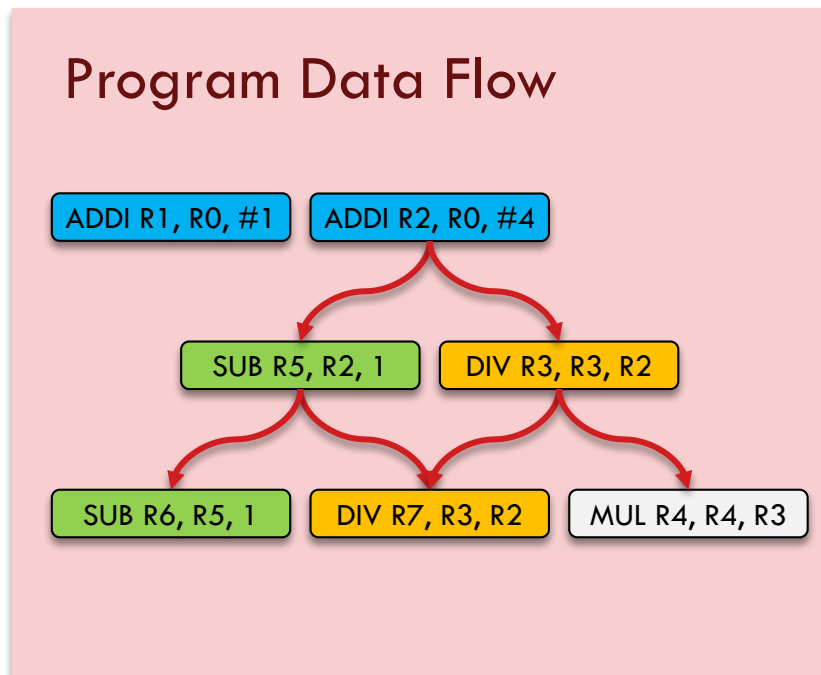 Program Data Flow
ADDI R1, R0, #1
ADDI R2, R0, #4
SUB R5, R2, 1
DIV R3, R3, R2
SUB R6, R5, 1
DIV R7, R3, R2
MUL R4, R4, R3